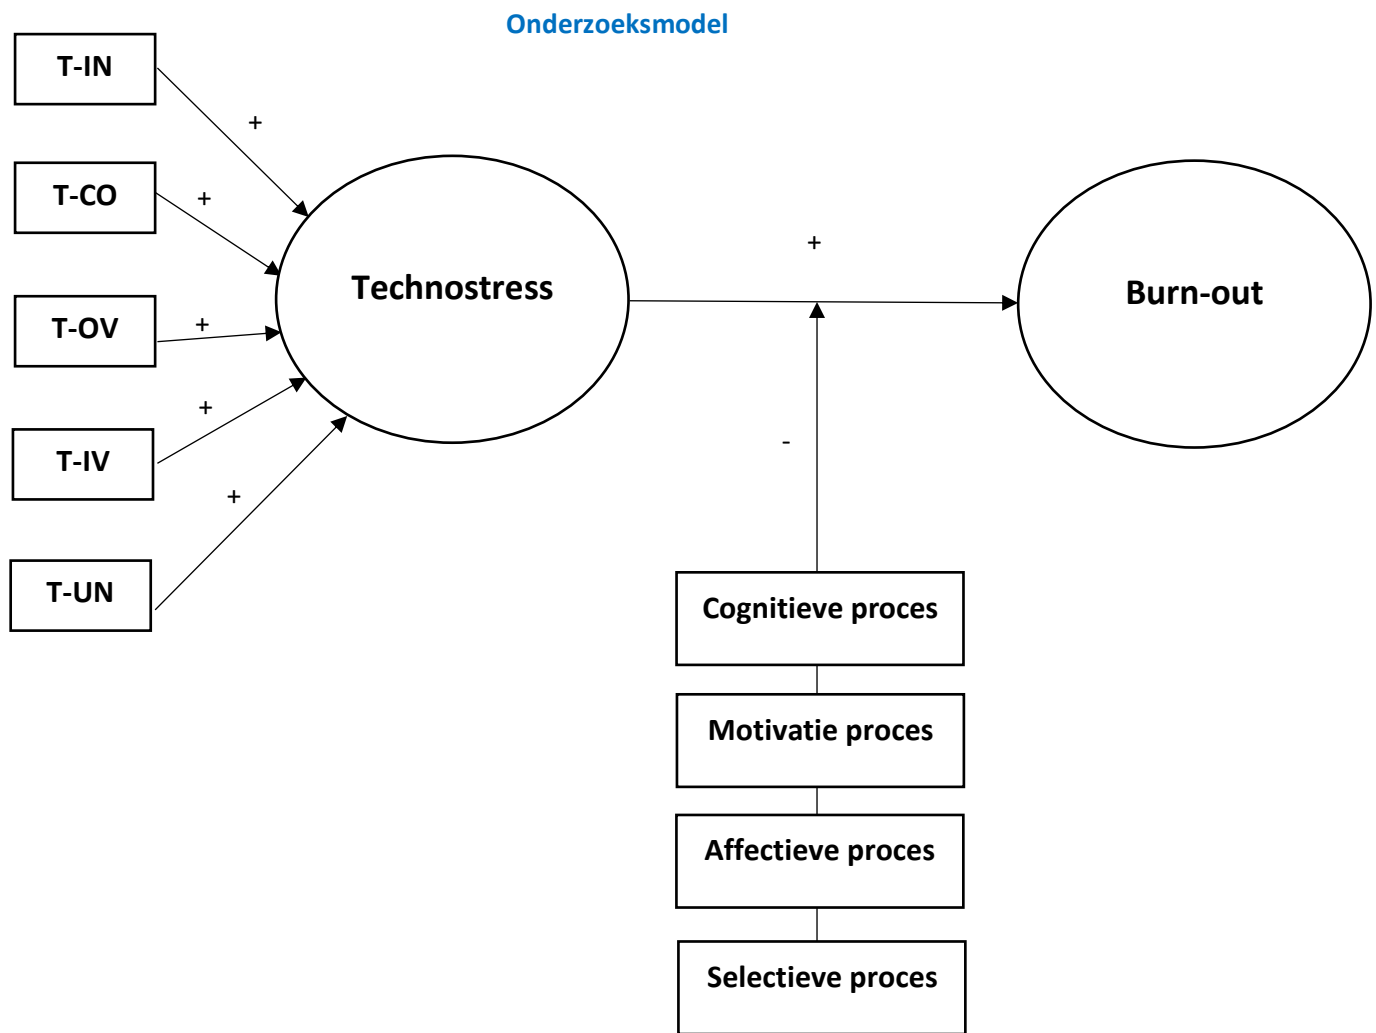 Onderzoeksmodel
T-IN
+
T-CO
+
T-OV
+
T-IV
+
T-UN
+
Technostress
+
Burn-out
-
Cognitieve proces
Motivatie proces
Affectieve proces
Selectieve proces